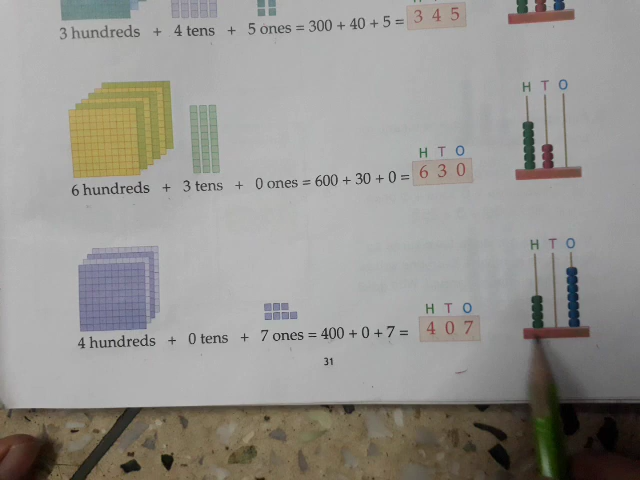 3 hundreds + 4 tens + 5 ones = 300 + 40 + 5 = 3 4 5
H T O
H T O
6 hundreds + 3 tens + 0 ones = 600 + 30 + 0 = 6 3 0
H T O
H T O
4 hundreds + 0 tens + 7 ones = 400 + 0 + 7 = 4 0 7
31